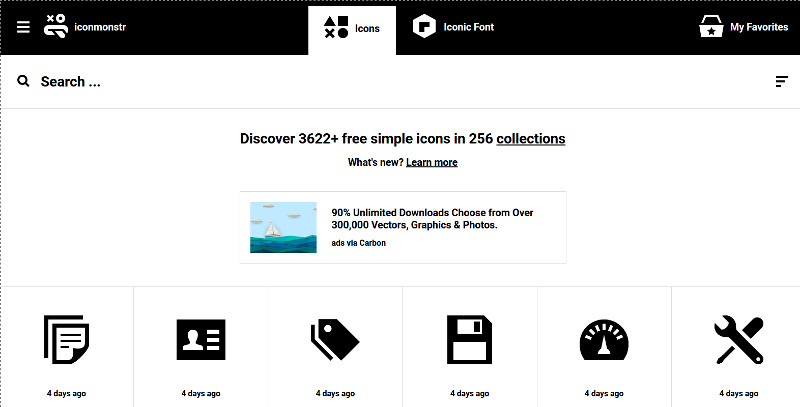 iconmonstr
Icons
Iconic Font
My Favorites
Search ...
Discover 3622+ free simple icons in 256 collections
What's new? Learn more
90% Unlimited Downloads Choose from Over
300,000 Vectors, Graphics & Photos.
ads via Carbon
4 days ago
4 days ago
4 days ago
4 days ago
4 days ago
4 days ago